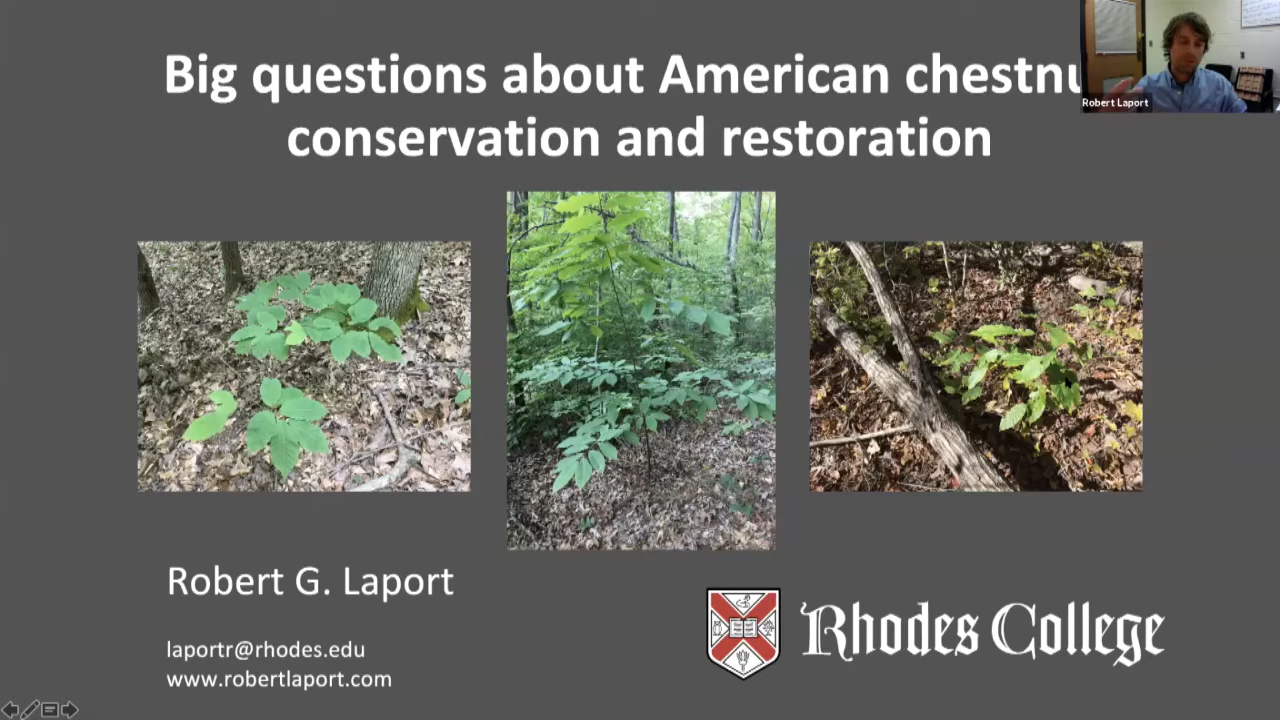 Big questions about American chestnu
conservation and restoration
Robert Laport
Robert G. Laport
laportr@rhodes.edu
www.robertlaport.com
Rhodes College